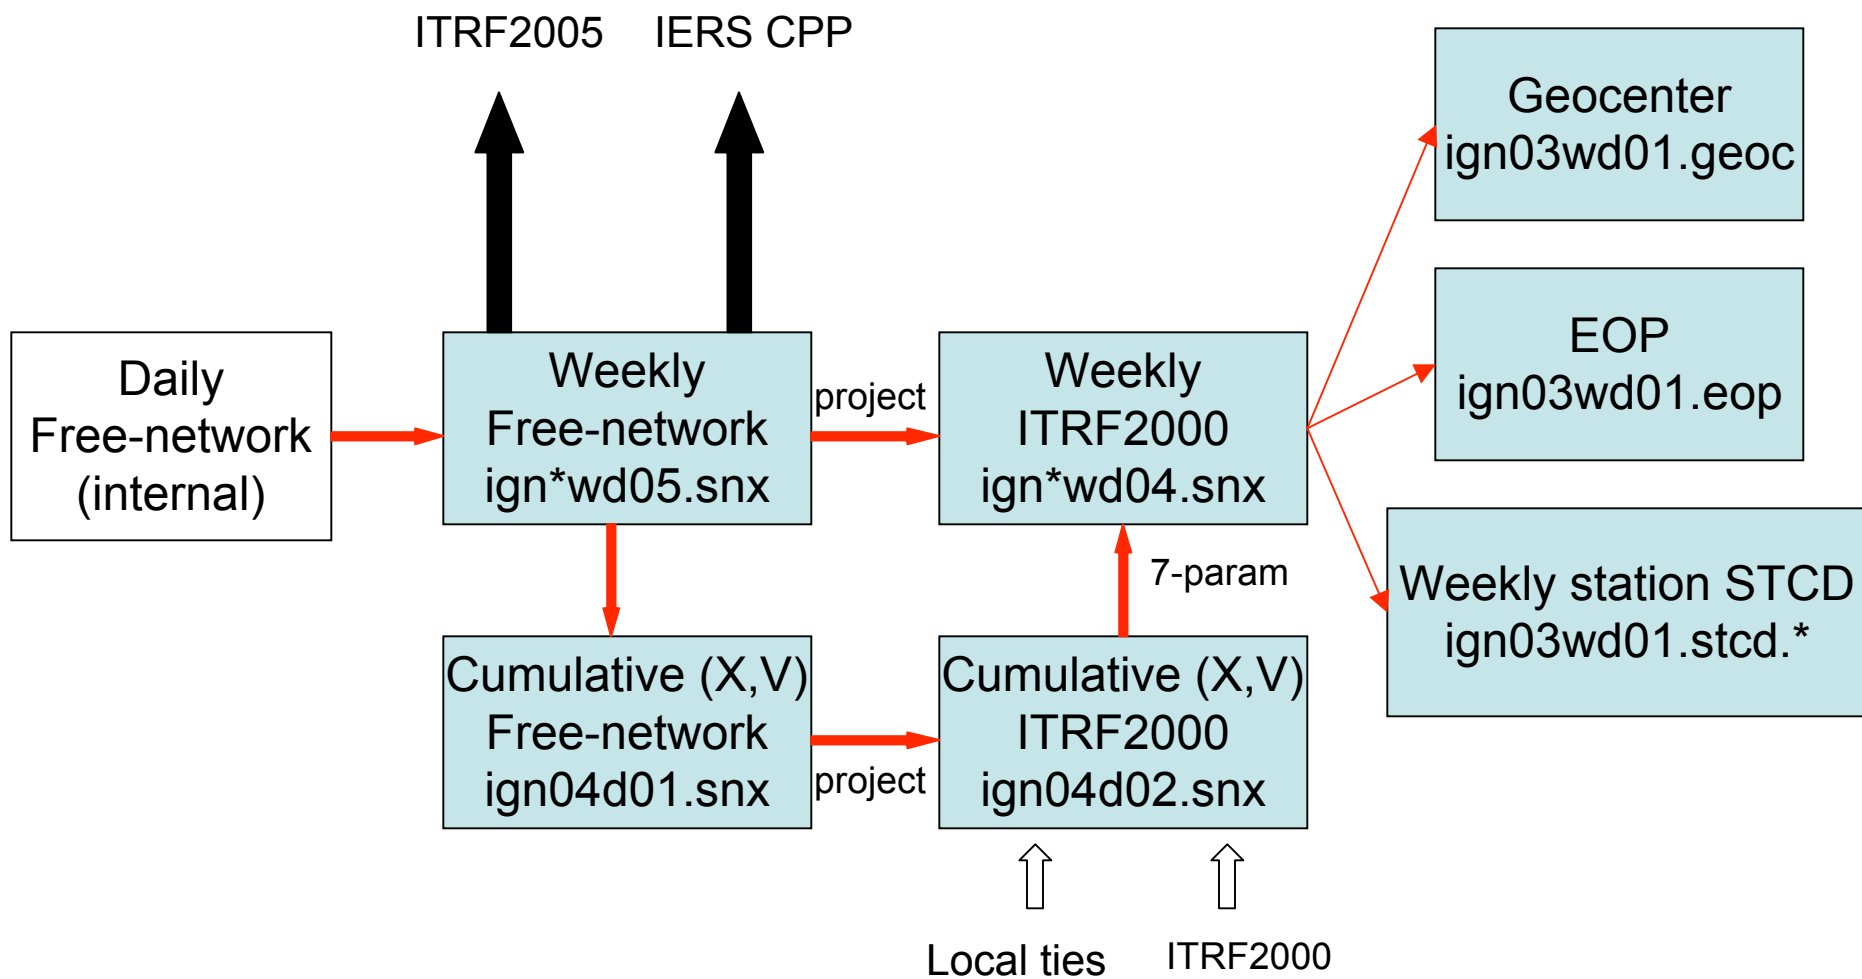 ITRF2005
IERS CPP
Geocenter
ign03wd01.geoc
EOP
ign03wd01.eop
Daily
Free-network
(internal)
Weekly
Free-network
ign*wd05.snx
project
Weekly
ITRF2000
ign*wd04.snx
Weekly station STCD
ign03wd01.stcd.*
7-param
Cumulative (X,V)
Free-network
ign04d01.snx
project
Cumulative (X,V)
ITRF2000
ign04d02.snx
Local ties
ITRF2000